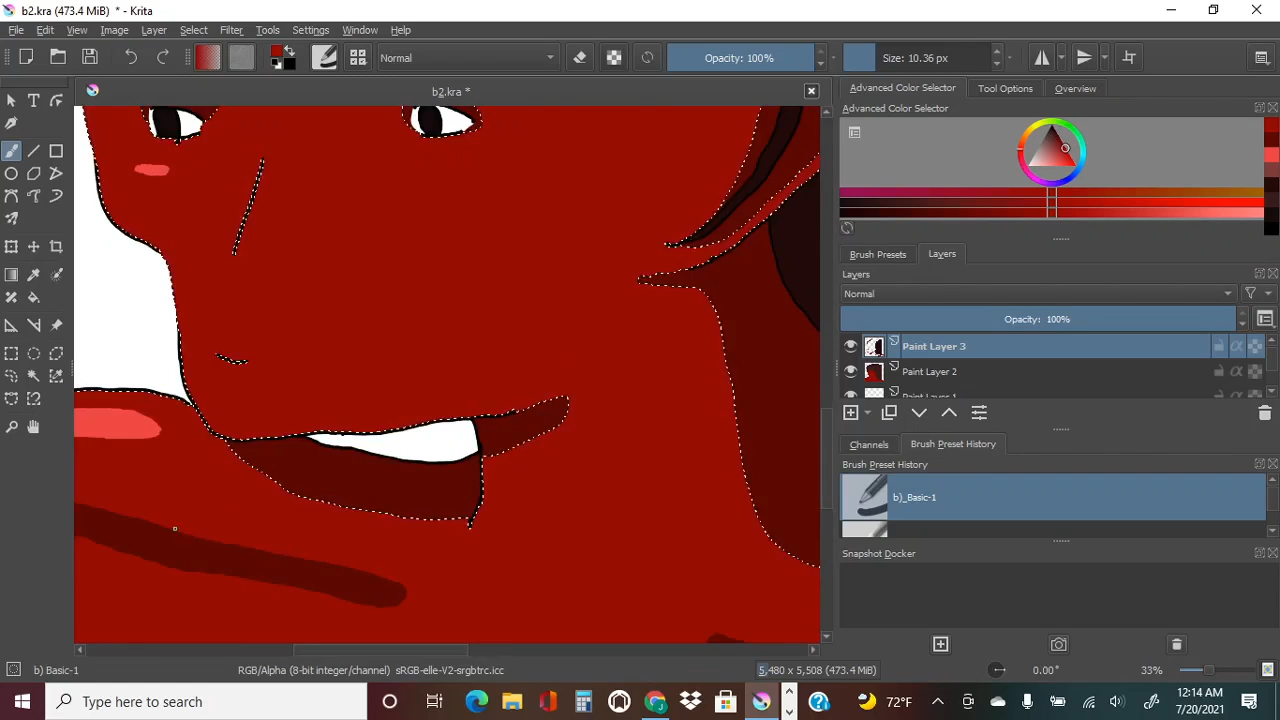 b2.kra (473.4 MiB) * - Krita
File Edit View Image Layer Select Filter Tools Settings Window Help
Normal Opacity: 100% Size: 10.36 px
b2.kra *
Advanced Color Selector Tool Options Overview
Advanced Color Selector
Brush Presets Layers
Layers
Normal
Opacity: 100%
Paint Layer 3
Paint Layer 2
Paint Layer 1
Channels Brush Preset History
Brush Preset History
b)_Basic-1
Snapshot Docker
b) Basic-1 RGB/Alpha (8-bit integer/channel) sRGB-elle-V2-srgbtrc.icc 5,480 x 5,508 (473.4 MiB) 0.00° 33%
Type here to search 72°F 12:14 AM
7/20/2021